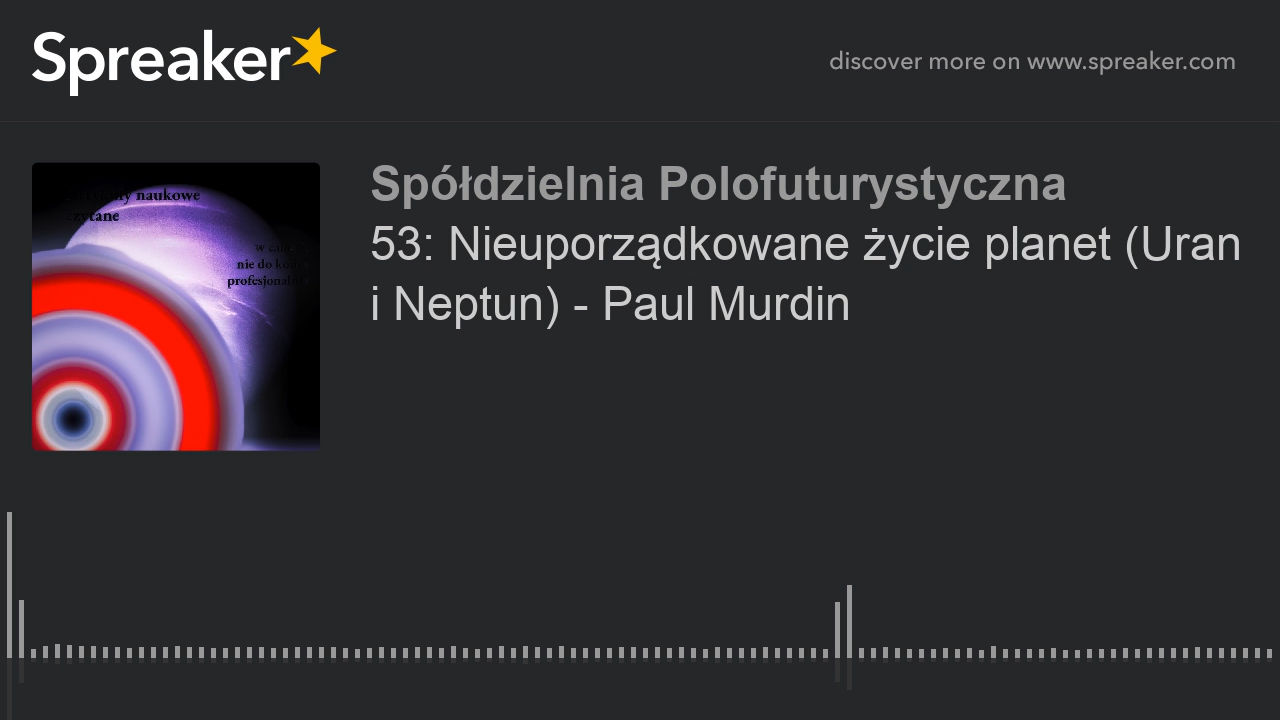 Spreaker
discover more on www.spreaker.com
naukowe
czytane
nie do
Spółdzielnia Polofuturystyczna
53: Nieuporządkowane życie planet (Uran
i Neptun) - Paul Murdin